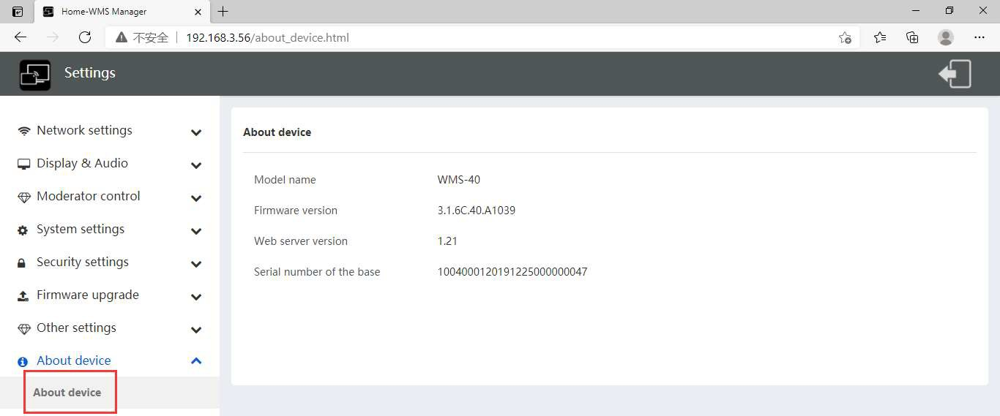 Home-WMS Manager
不安全 192.168.3.56/about_device.html
Settings
Network settings
Display & Audio
Moderator control
System settings
Security settings
Firmware upgrade
Other settings
About device
About device
About device
Model name WMS-40
Firmware version 3.1.6C.40.A1039
Web server version 1.21
Serial number of the base 1004000120191225000000047